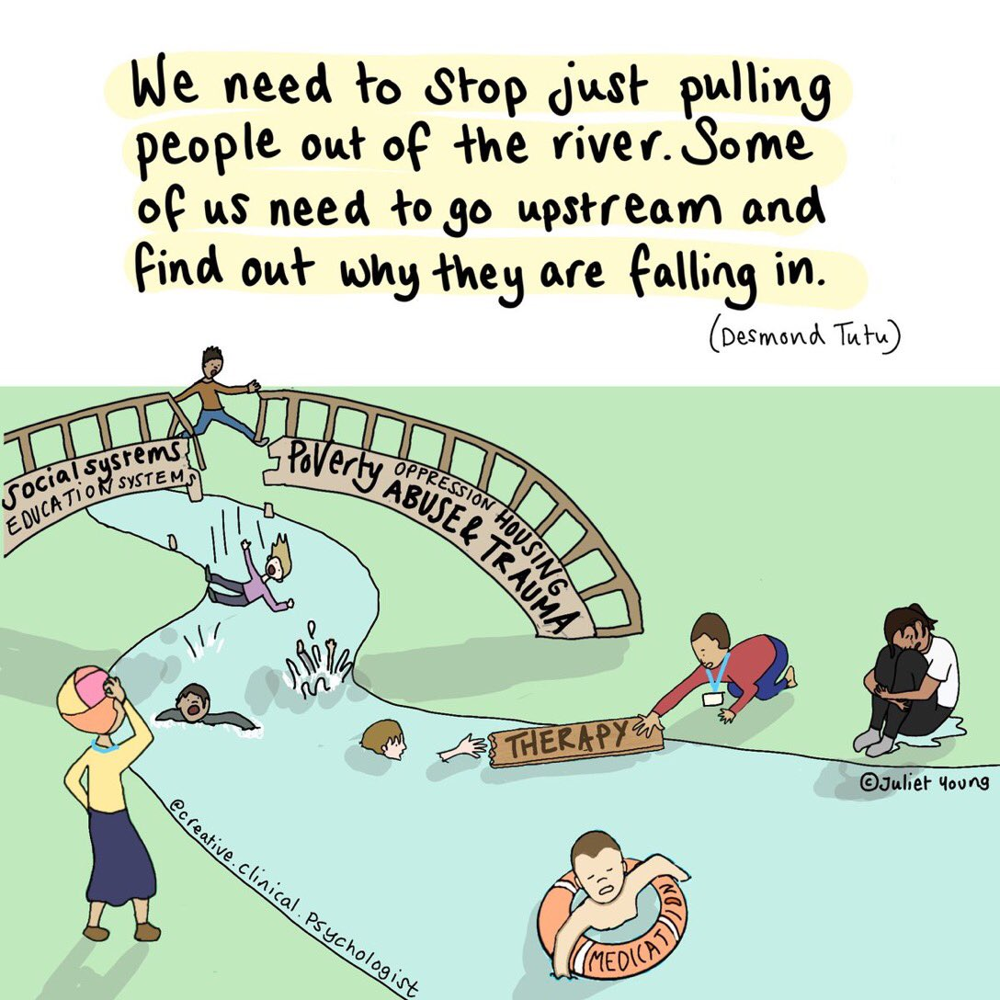 We need to stop just pulling
people out of the river. Some
of us need to go upstream and
find out why they are falling in.
(Desmond Tutu)
Social systems
EDUCATION SYSTEMS
Poverty OPPRESSION HOUSING
ABUSE & TRAUMA
THERAPY
©Juliet Young
@creative.clinical.psychologist
MEDICATION